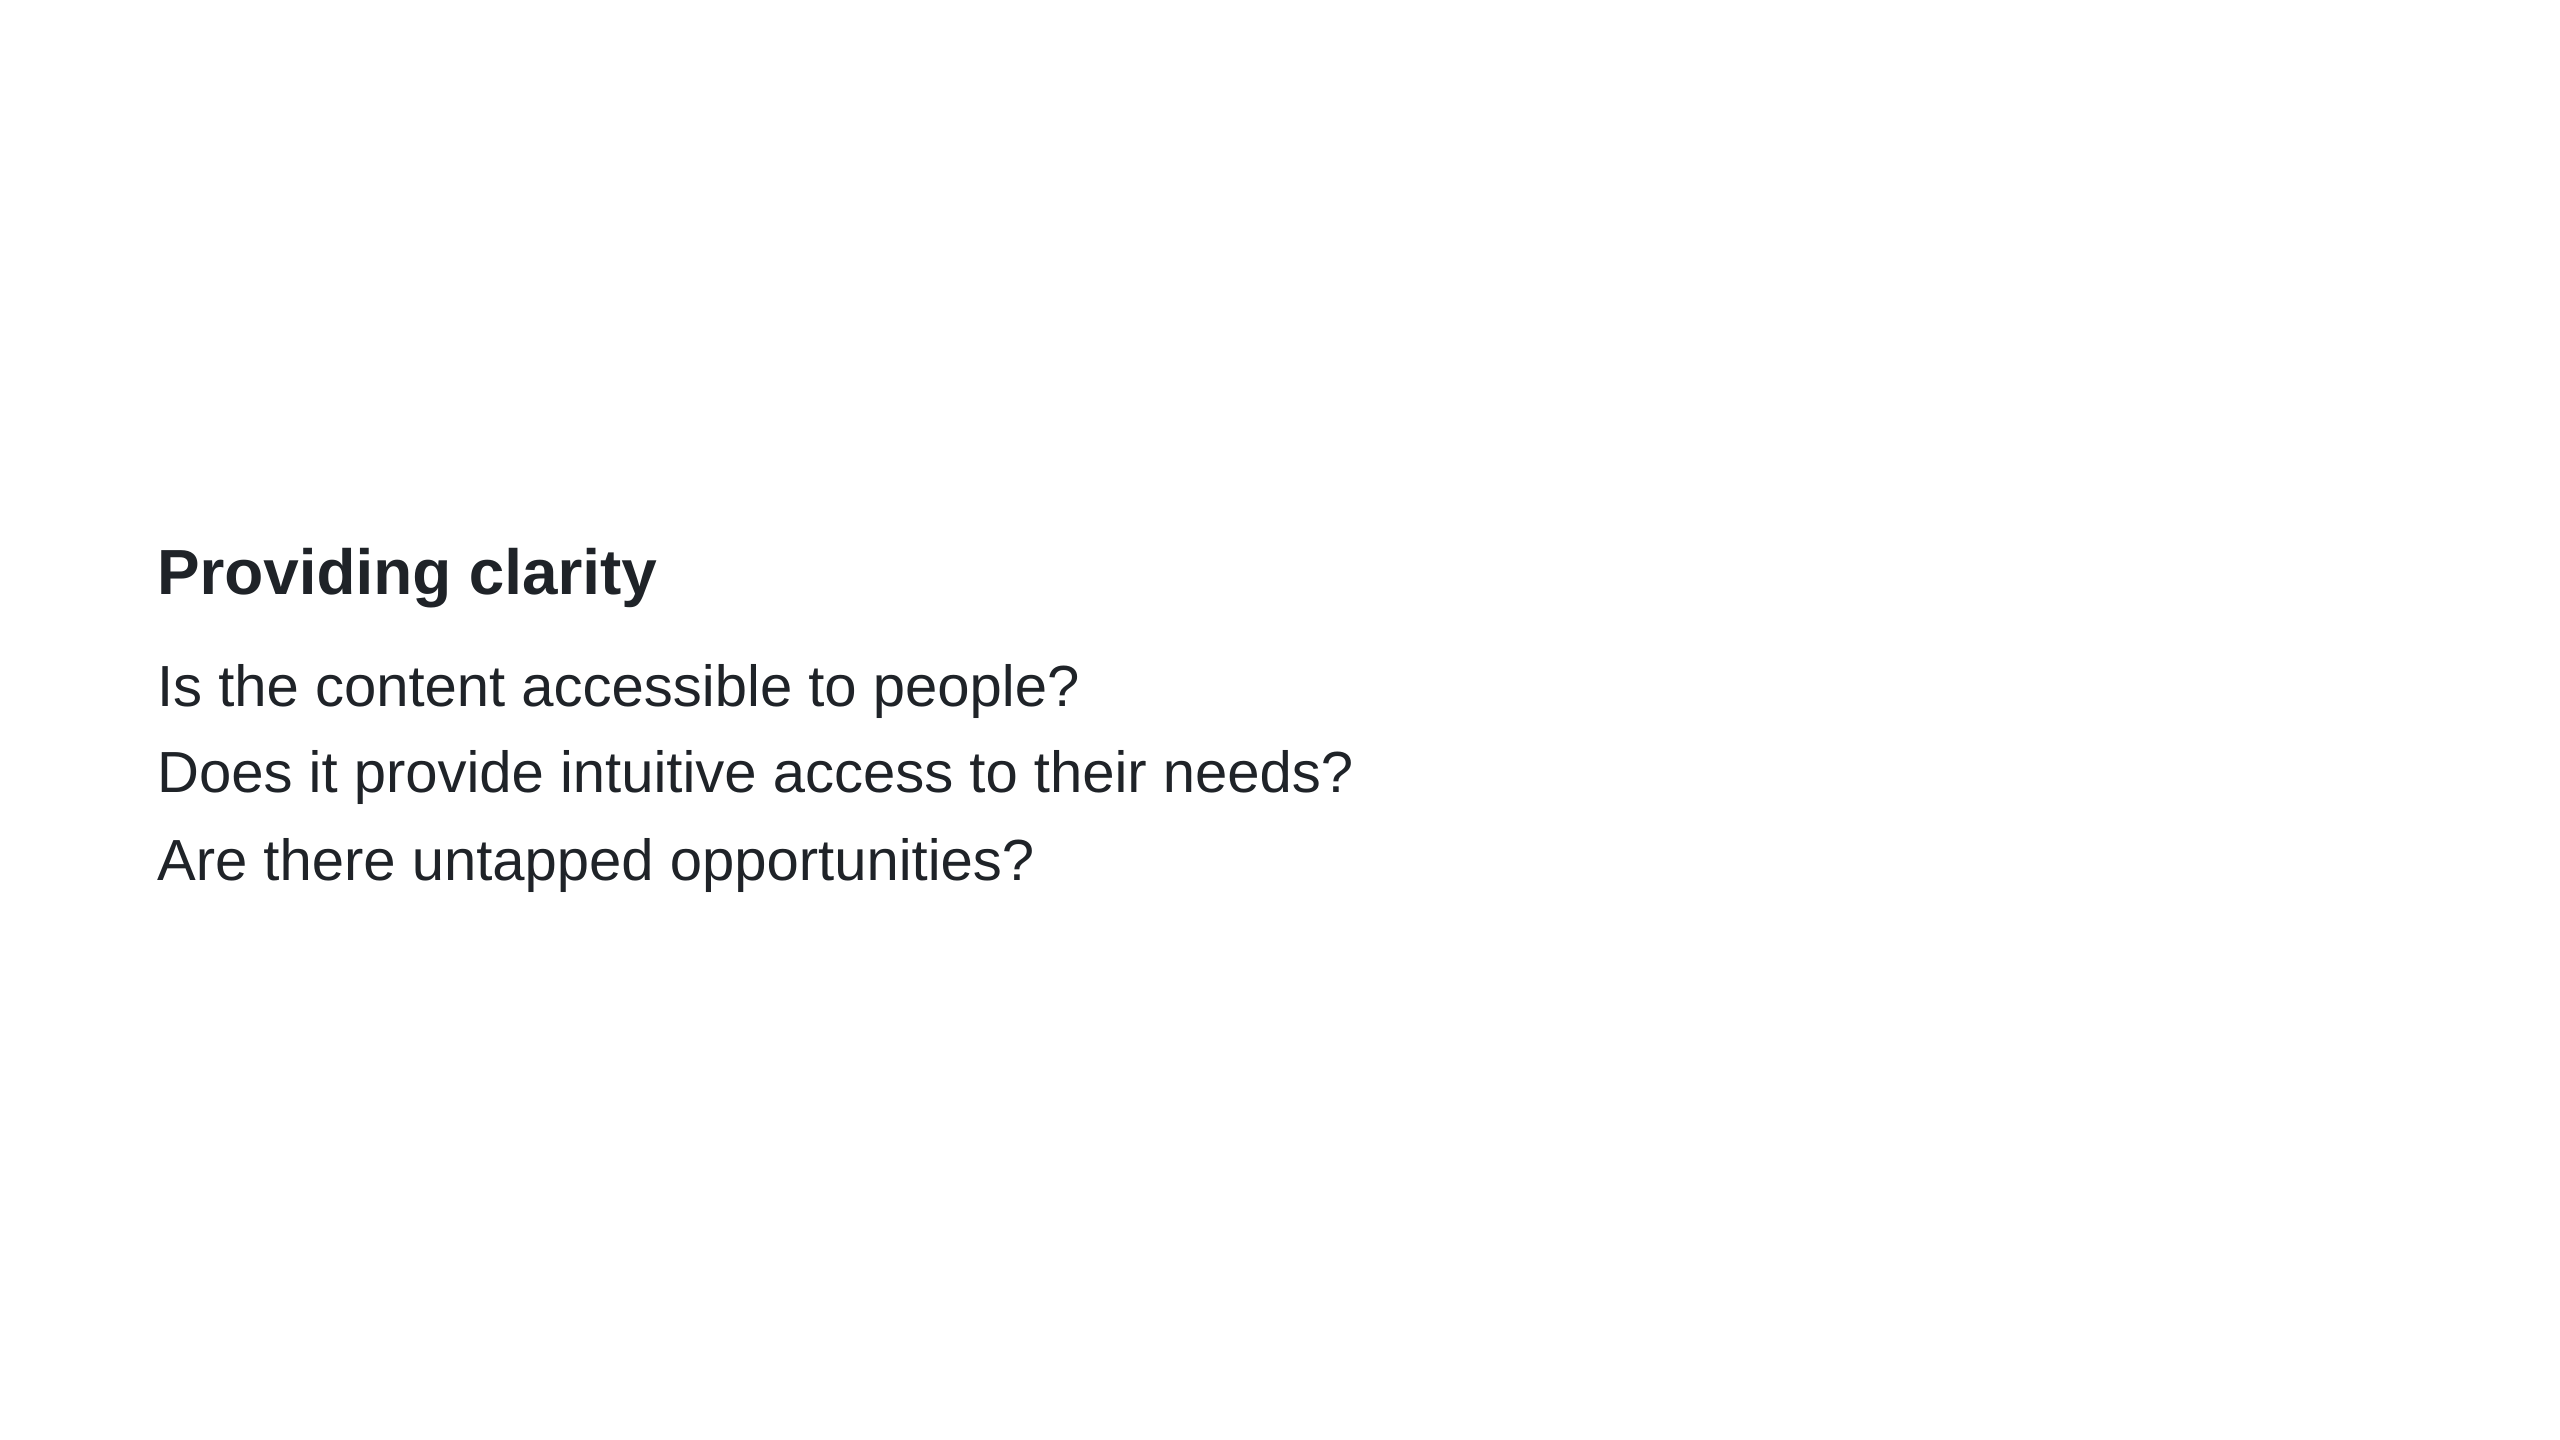 Providing clarity
Is the content accessible to people?
Does it provide intuitive access to their needs?
Are there untapped opportunities?